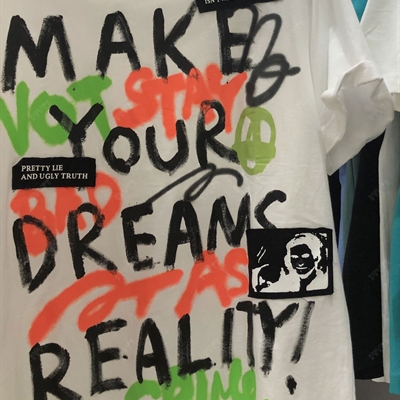 MAKE
NOT STAY
YOUR
PRETTY LIE
AND UGLY TRUTH
BAD
DREAMS
AS
REALITY!